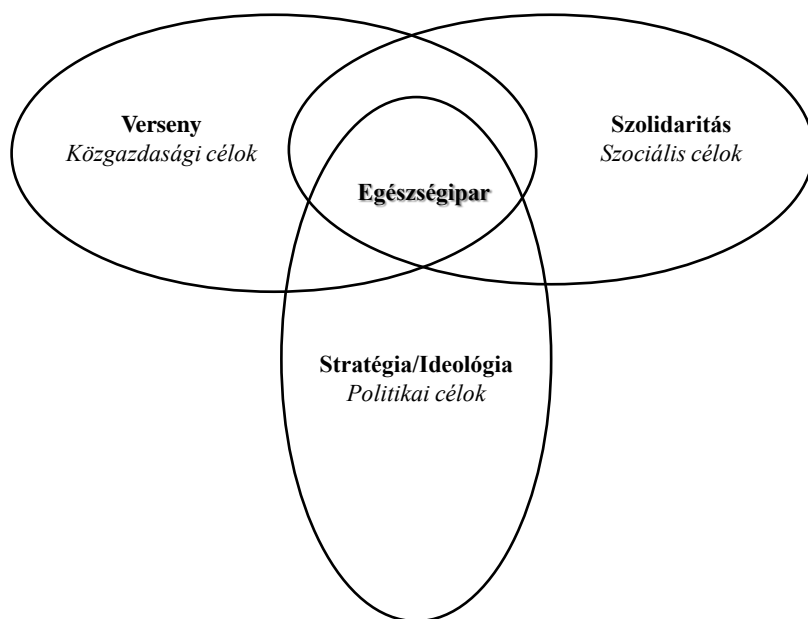 Verseny
Közgazdasági célok
Szolidaritás
Szociális célok
Egészségipar
Stratégia/Ideológia
Politikai célok